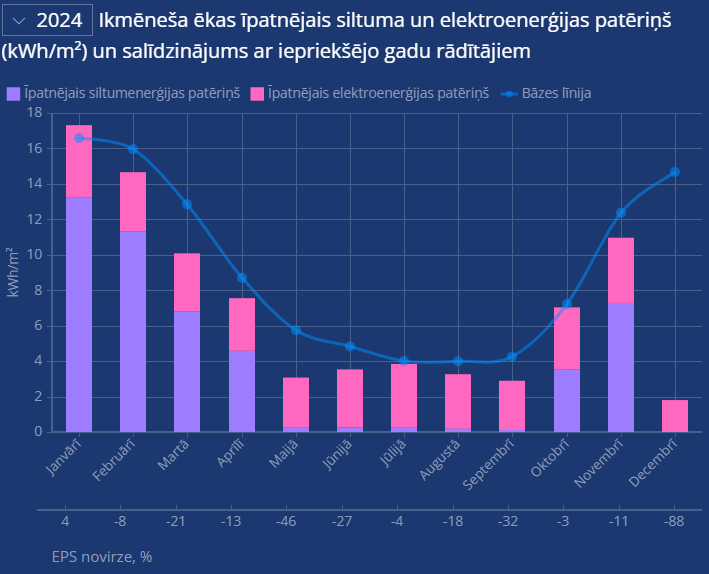 2024 Ikmēneša ēkas īpatnējais siltuma un elektroenerģijas patēriņš
(kWh/m²) un salīdzinājums ar iepriekšējo gadu rādītājiem
Īpatnējais siltumenerģijas patēriņš Īpatnējais elektroenerģijas patēriņš Bāzes līnija
18
16
14
12
10
8
6
4
2
0
kWh/m²
Janvārī Februārī Martā Aprīlī Maijā Jūnijā Jūlijā Augustā Septembrī Oktobrī Novembrī Decembrī
4 -8 -21 -13 -46 -27 -4 -18 -32 -3 -11 -88
EPS novirze, %